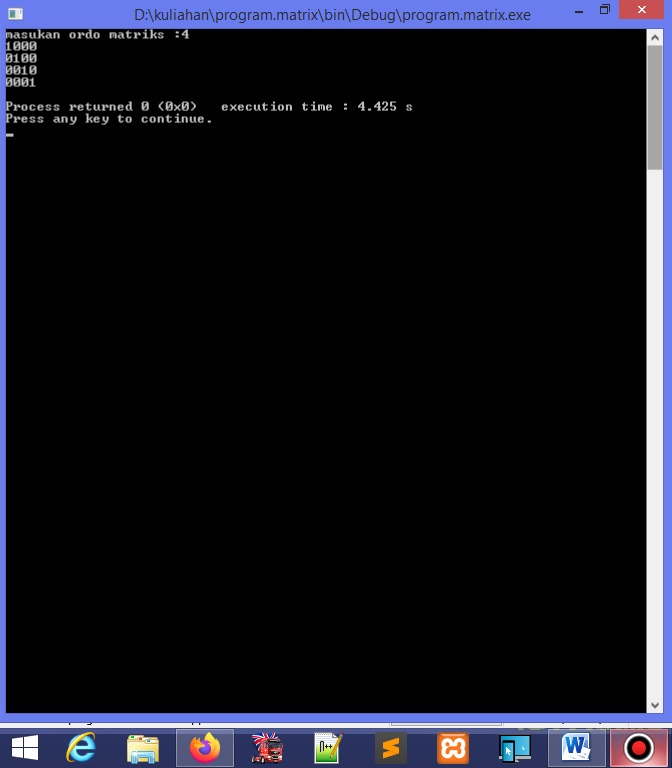 D:\kuliahan\program.matrix\bin\Debug\program.matrix.exe
masukan ordo matriks :4
1000
0100
0010
0001
Process returned 0 (0x0)   execution time : 4.425 s
Press any key to continue.